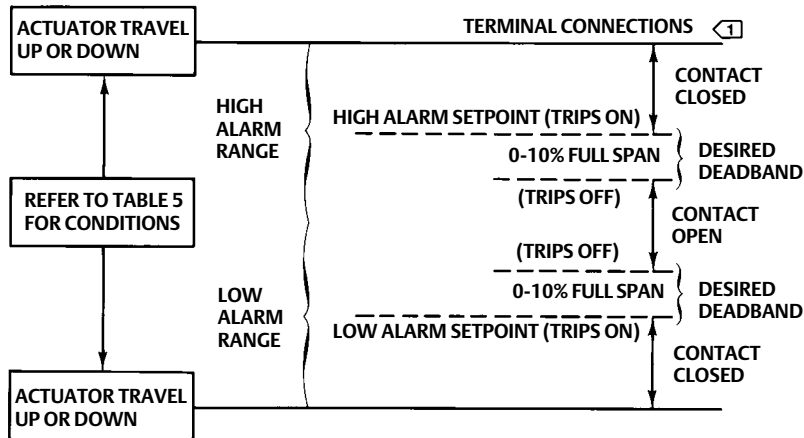 ACTUATOR TRAVEL
UP OR DOWN
TERMINAL CONNECTIONS 1
CONTACT
CLOSED
HIGH
ALARM
RANGE
HIGH ALARM SETPOINT (TRIPS ON)
0-10% FULL SPAN
DESIRED
DEADBAND
REFER TO TABLE 5
FOR CONDITIONS
(TRIPS OFF)
CONTACT
OPEN
(TRIPS OFF)
LOW
ALARM
RANGE
0-10% FULL SPAN
DESIRED
DEADBAND
LOW ALARM SETPOINT (TRIPS ON)
CONTACT
CLOSED
ACTUATOR TRAVEL
UP OR DOWN